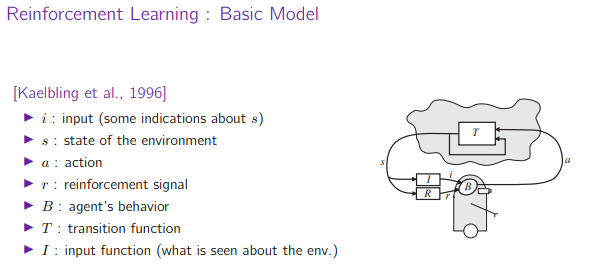 Reinforcement Learning : Basic Model
[Kaelbling et al., 1996]
▶ i : input (some indications about s)
▶ s : state of the environment
▶ a : action
▶ r : reinforcement signal
▶ B : agent's behavior
▶ T : transition function
▶ I : input function (what is seen about the env.)
T
s
a
I
i
B
R
r